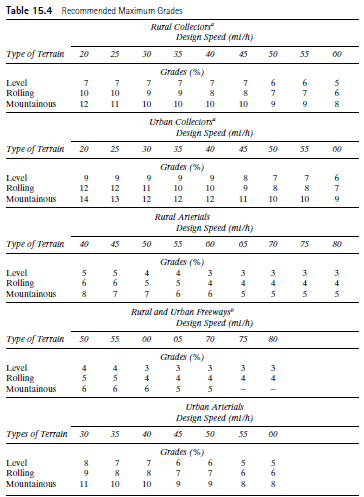 Table 15.4 Recommended Maximum Grades
Rural Collectorsᵃ
Design Speed (mi/h)
Type of Terrain 20 25 30 35 40 45 50 55 60
Grades (%)
Level 7 7 7 7 7 7 6 6 5
Rolling 10 10 9 9 8 8 7 7 6
Mountainous 12 11 10 10 10 10 9 9 8
Urban Collectorsᵃ
Design Speed (mi/h)
Type of Terrain 20 25 30 35 40 45 50 55 60
Grades (%)
Level 9 9 9 9 9 8 7 7 6
Rolling 12 12 11 10 10 9 8 8 7
Mountainous 14 13 12 12 12 11 10 10 9
Rural Arterials
Design Speed (mi/h)
Type of Terrain 40 45 50 55 60 65 70 75 80
Grades (%)
Level 5 5 4 4 3 3 3 3 3
Rolling 6 6 5 5 4 4 4 4 4
Mountainous 8 7 7 6 6 5 5 5 5
Rural and Urban Freewaysᵇ
Design Speed (mi/h)
Type of Terrain 50 55 60 65 70 75 80
Grades (%)
Level 4 4 3 3 3 3 3
Rolling 5 5 4 4 4 4 4
Mountainous 6 6 6 5 5 – –
Urban Arterials
Design Speed (mi/h)
Types of Terrain 30 35 40 45 50 55 60
Grades (%)
Level 8 7 7 6 6 5 5
Rolling 9 8 8 7 7 6 6
Mountainous 11 10 10 9 9 8 8